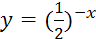 y = (1/2)^{-x}